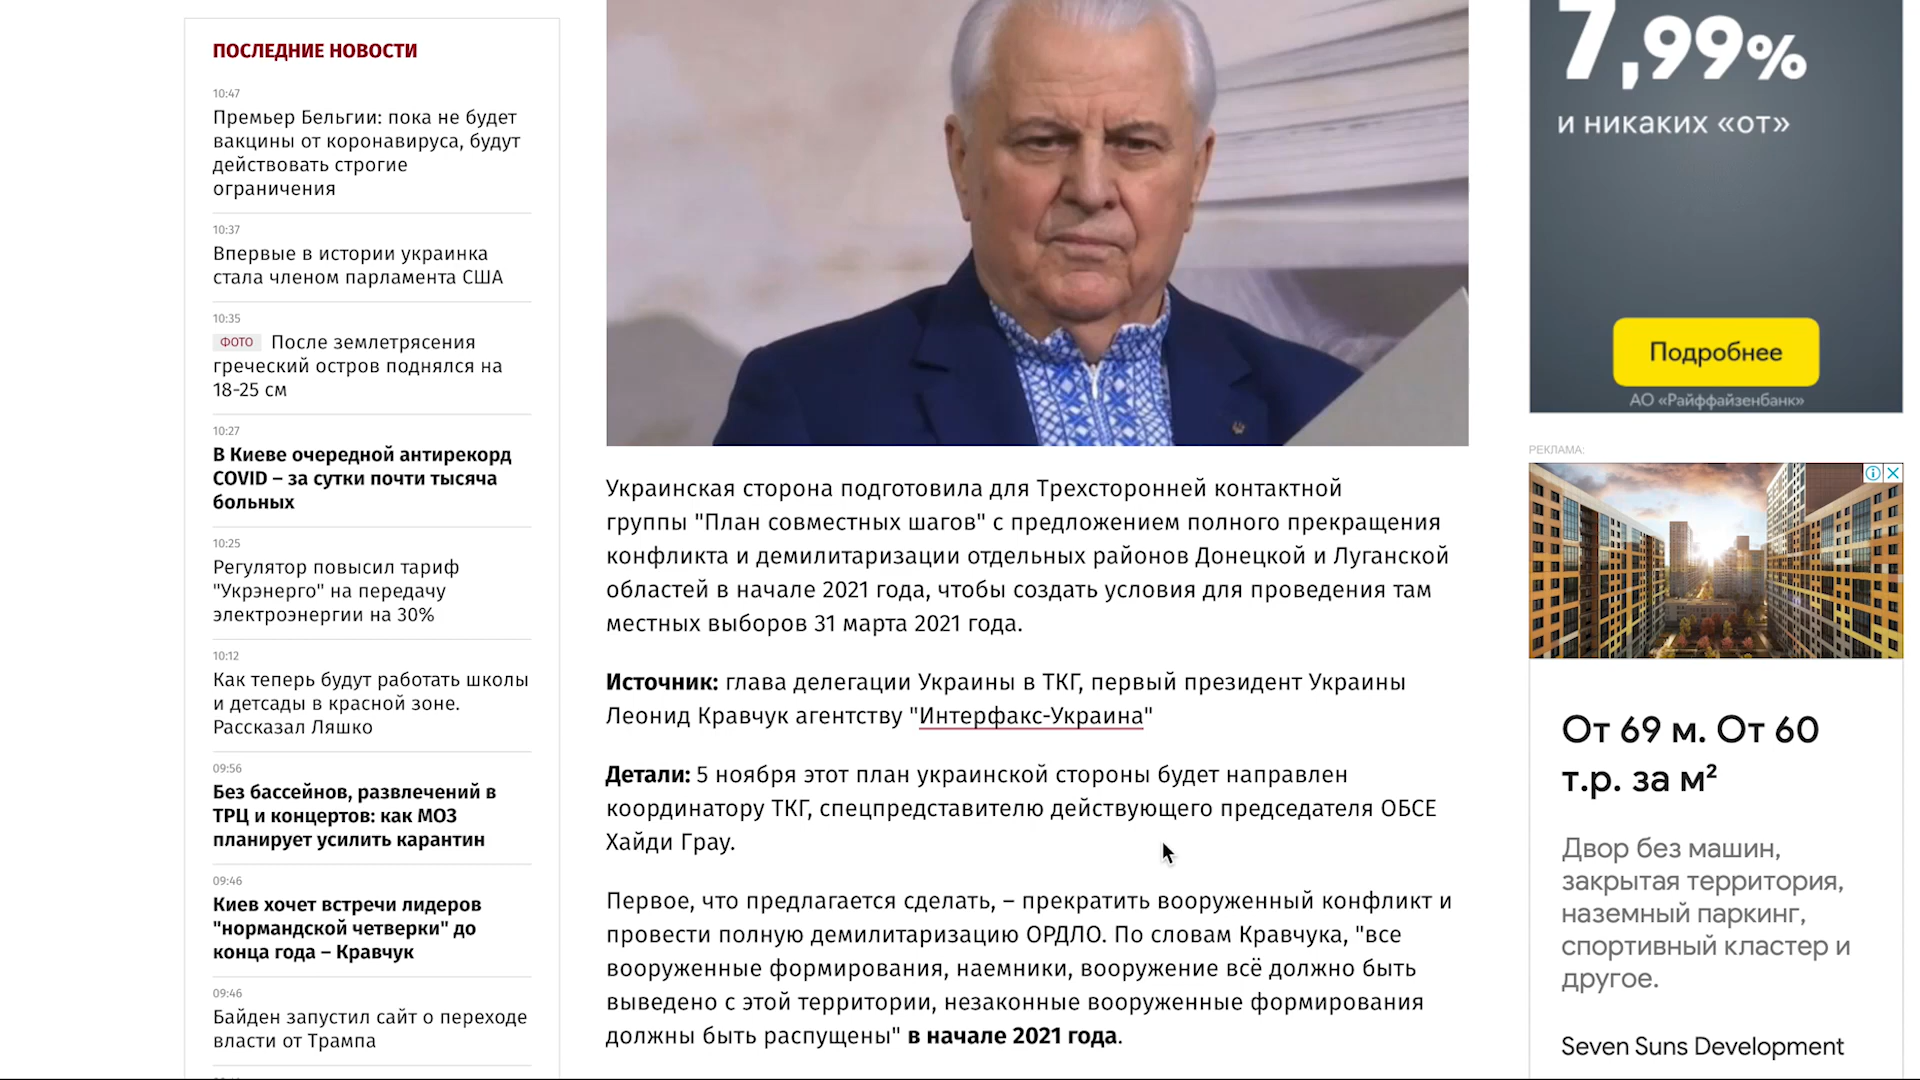 ПОСЛЕДНИЕ НОВОСТИ
10:47
Премьер Бельгии: пока не будет
вакцины от коронавируса, будут
действовать строгие
ограничения
10:37
Впервые в истории украинка
стала членом парламента США
10:35
ФОТО После землетрясения
греческий остров поднялся на
18-25 см
10:27
В Киеве очередной антирекорд
COVID – за сутки почти тысяча
больных
10:25
Регулятор повысил тариф
"Укрэнерго" на передачу
электроэнергии на 30%
10:12
Как теперь будут работать школы
и детсады в красной зоне.
Рассказал Ляшко
09:56
Без бассейнов, развлечений в
ТРЦ и концертов: как МОЗ
планирует усилить карантин
09:46
Киев хочет встречи лидеров
"нормандской четверки" до
конца года – Кравчук
09:46
Байден запустил сайт о переходе
власти от Трампа
Украинская сторона подготовила для Трехсторонней контактной
группы "План совместных шагов" с предложением полного прекращения
конфликта и демилитаризации отдельных районов Донецкой и Луганской
областей в начале 2021 года, чтобы создать условия для проведения там
местных выборов 31 марта 2021 года.
Источник: глава делегации Украины в ТКГ, первый президент Украины
Леонид Кравчук агентству "Интерфакс-Украина"
Детали: 5 ноября этот план украинской стороны будет направлен
координатору ТКГ, спецпредставителю действующего председателя ОБСЕ
Хайди Грау.
Первое, что предлагается сделать, – прекратить вооруженный конфликт и
провести полную демилитаризацию ОРДЛО. По словам Кравчука, "все
вооруженные формирования, наемники, вооружение всё должно быть
выведено с этой территории, незаконные вооруженные формирования
должны быть распущены" в начале 2021 года.
7,99%
и никаких «от»
Подробнее
АО «Райффайзенбанк»
РЕКЛАМА:
От 69 м. От 60
т.р. за м²
Двор без машин,
закрытая территория,
наземный паркинг,
спортивный кластер и
другое.
Seven Suns Development